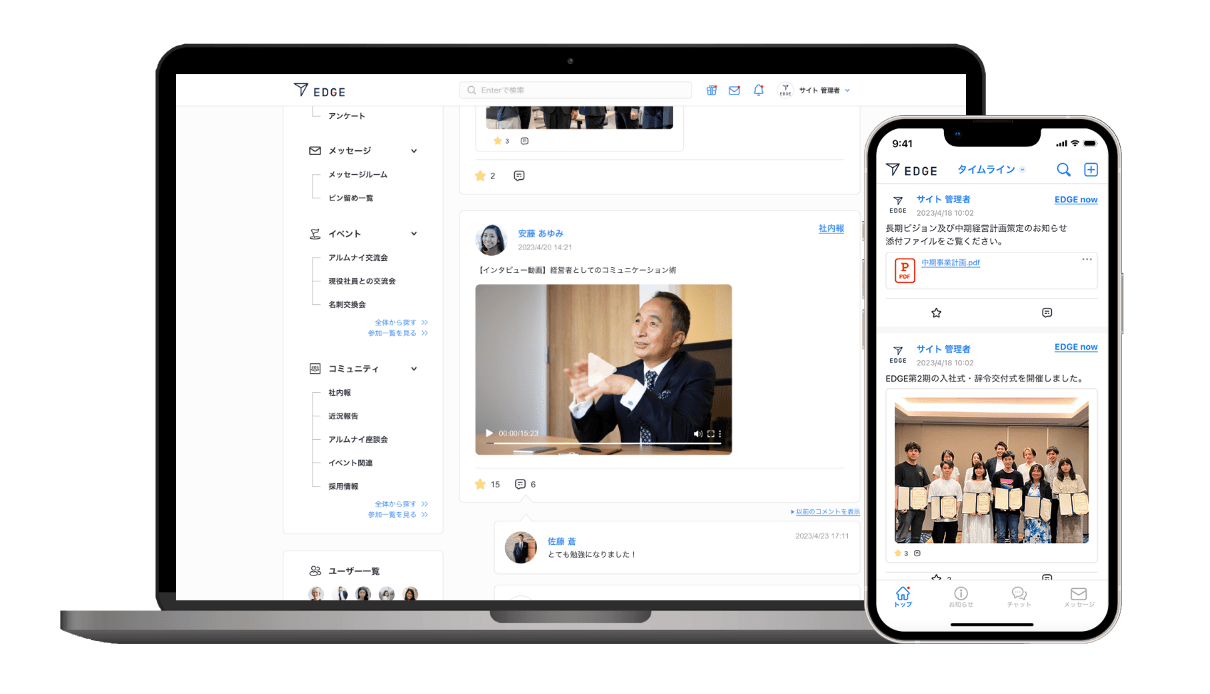 EDGE
Enterで検索
EDGE
サイト 管理者
アンケート
メッセージ
メッセージルーム
ピン留め一覧
イベント
アルムナイ交流会
現役社員との交流会
名刺交換会
全体から探す
参加一覧を見る
コミュニティ
社内報
近況報告
アルムナイ座談会
イベント関連
採用情報
全体から探す
参加一覧を見る
ユーザー一覧
3
2
安藤 あゆみ
社内報
2023/4/20 14:21
【インタビュー動画】経営者としてのコミュニケーション術
00:00/15:23
15
6
以前のコメントを表示
佐藤 蒼
2023/4/23 17:11
とても勉強になりました！
9:41
EDGE
タイムライン
EDGE
サイト 管理者
EDGE now
2023/4/18 10:02
長期ビジョン及び中期経営計画策定のお知らせ
添付ファイルをご覧ください。
PDF
中期事業計画.pdf
EDGE
サイト 管理者
EDGE now
2023/4/18 10:02
EDGE第2期の入社式・辞令交付式を開催しました。
3
トップ
お知らせ
チャット
メッセージ